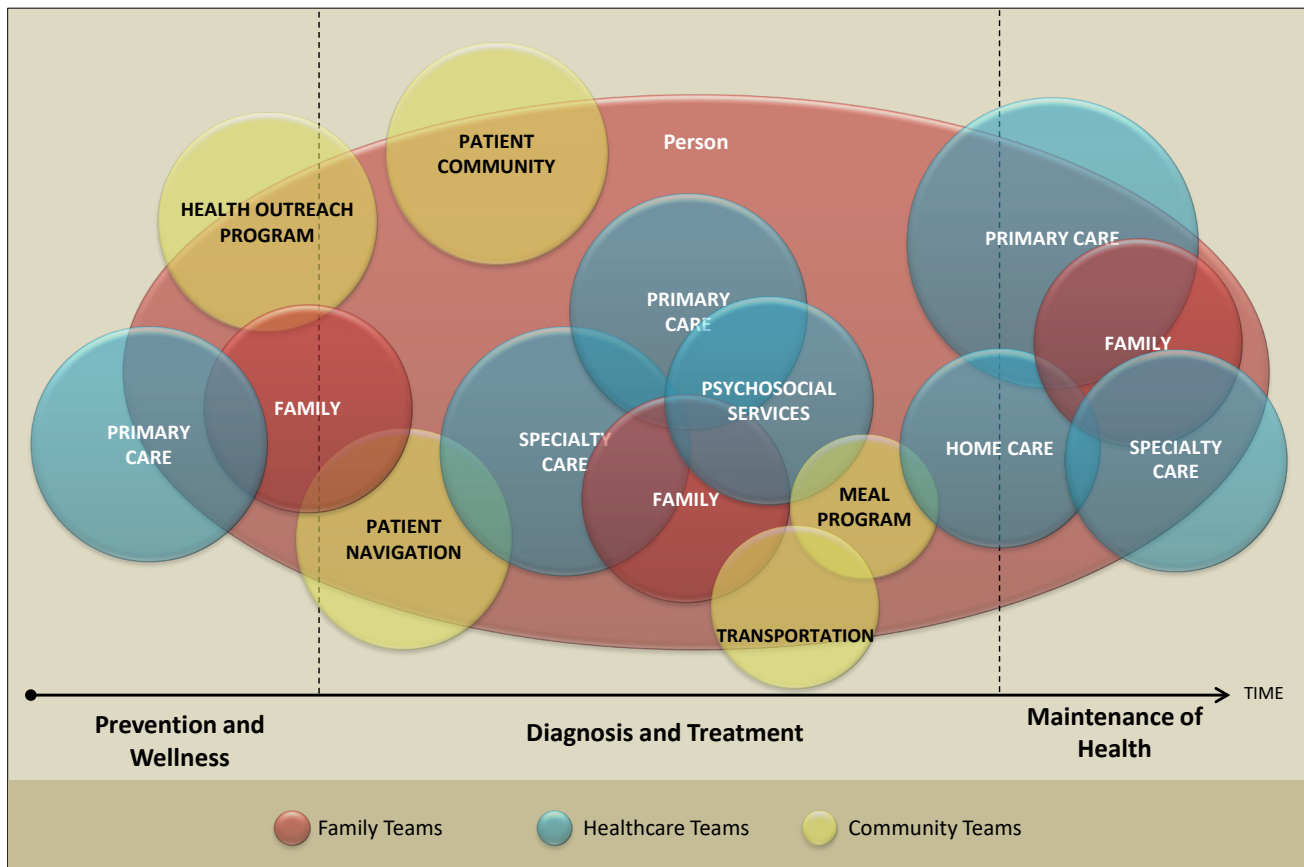 Person
PATIENT
COMMUNITY
HEALTH OUTREACH
PROGRAM
PRIMARY CARE
PRIMARY
CARE
FAMILY
PSYCHOSOCIAL
SERVICES
FAMILY
PRIMARY
CARE
SPECIALTY
CARE
HOME CARE
SPECIALTY
CARE
FAMILY
MEAL
PROGRAM
PATIENT
NAVIGATION
TRANSPORTATION
TIME
Prevention and
Wellness
Diagnosis and Treatment
Maintenance of
Health
Family Teams
Healthcare Teams
Community Teams